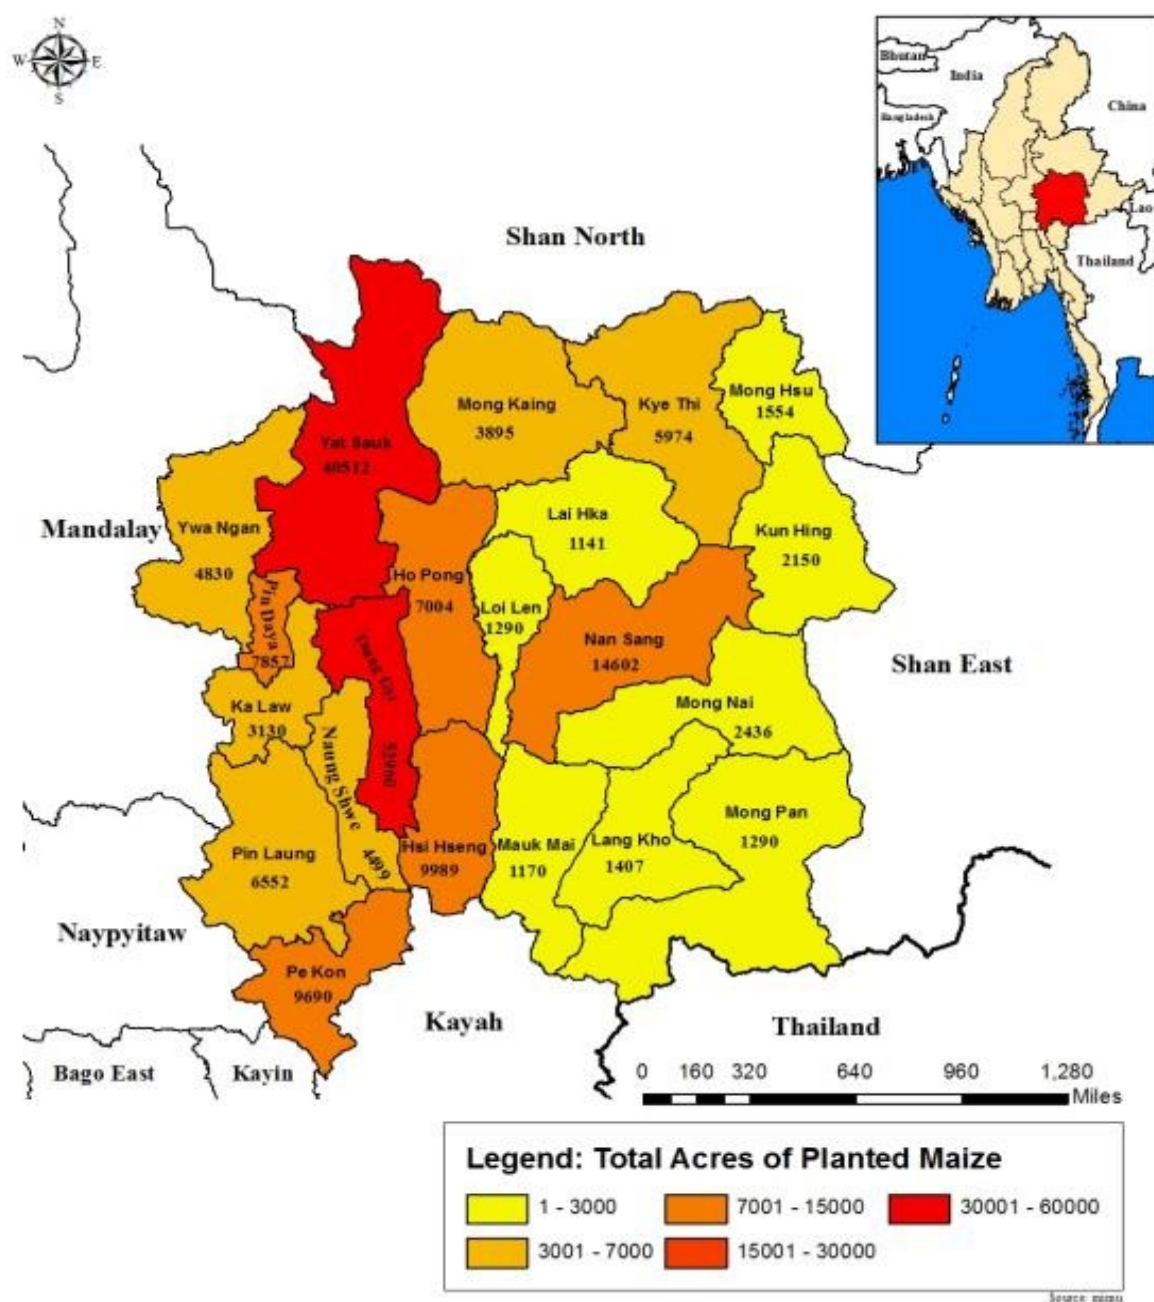 N
W
E
S
Bhutan
India
China
Bangladesh
Lao
Thailand
Shan North
Mong Hsu
1554
Mong Kaing
3895
Kye Thi
5974
Yat Sauk
40512
Mandalay
Ywa Ngan
4830
Lai Hka
1141
Kun Hing
2150
Pin Daya
7857
Ho Pong
7004
Loi Len
1290
Nan Sang
14602
Shan East
Ka Law
3130
Mong Nai
2436
Naung Shwe
4499
Mong Pan
1290
Pin Laung
6552
Hsi Hseng
9989
Mauk Mai
1170
Lang Kho
1407
Naypyitaw
Pe Kon
9690
Kayah
Thailand
Bago East
Kayin
0 160 320 640 960 1,280
Miles
Legend: Total Acres of Planted Maize
1 - 3000
7001 - 15000
30001 - 60000
3001 - 7000
15001 - 30000
Source: mimu